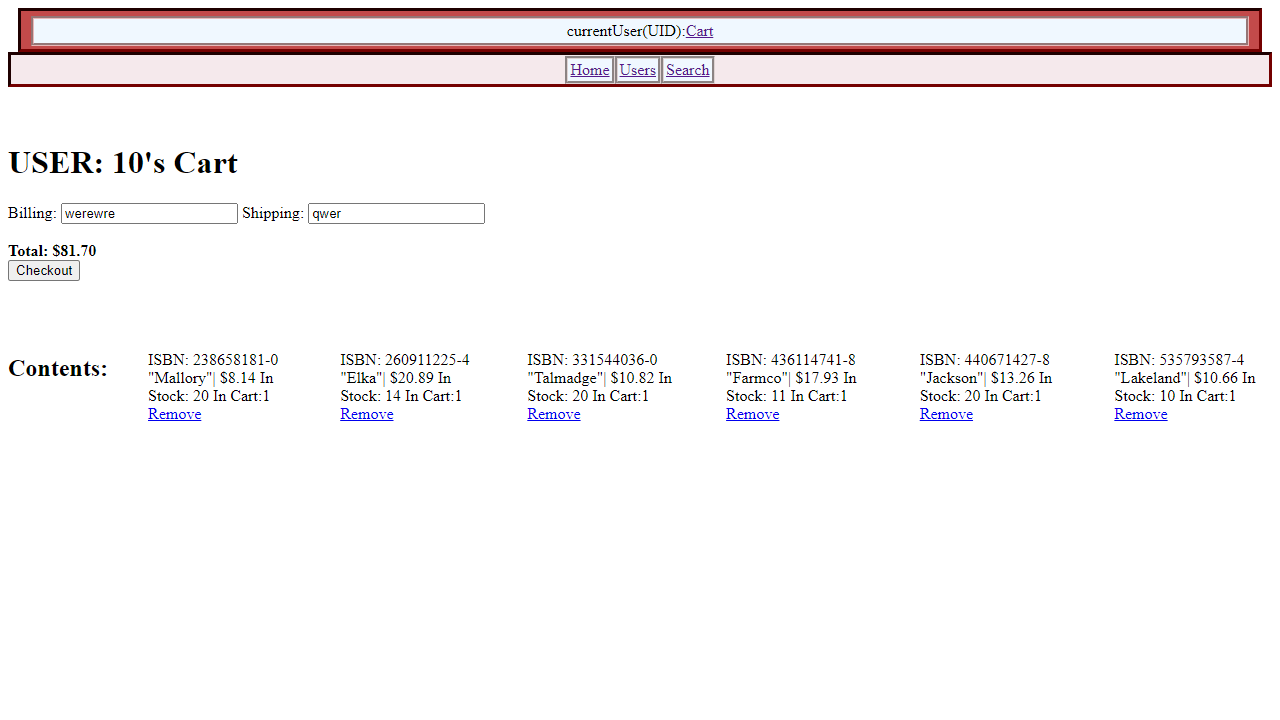 currentUser(UID):Cart
Home Users Search
USER: 10's Cart
Billing: werewre Shipping: qwer
Total: $81.70
Checkout
Contents:
ISBN: 238658181-0
"Mallory"| $8.14 In
Stock: 20 In Cart:1
Remove
ISBN: 260911225-4
"Elka"| $20.89 In
Stock: 14 In Cart:1
Remove
ISBN: 331544036-0
"Talmadge"| $10.82 In
Stock: 20 In Cart:1
Remove
ISBN: 436114741-8
"Farmco"| $17.93 In
Stock: 11 In Cart:1
Remove
ISBN: 440671427-8
"Jackson"| $13.26 In
Stock: 20 In Cart:1
Remove
ISBN: 535793587-4
"Lakeland"| $10.66 In
Stock: 10 In Cart:1
Remove